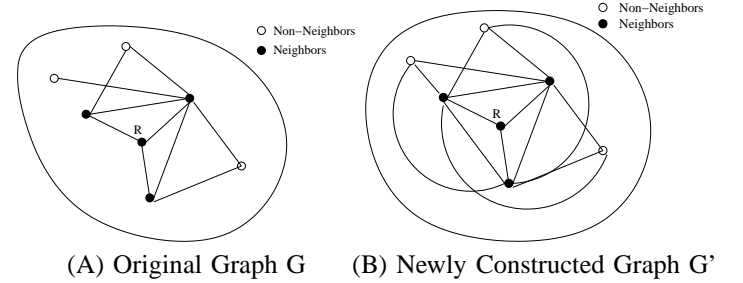 Non−Neighbors
Neighbors
R
(A) Original Graph G
Non−Neighbors
Neighbors
R
(B) Newly Constructed Graph G’